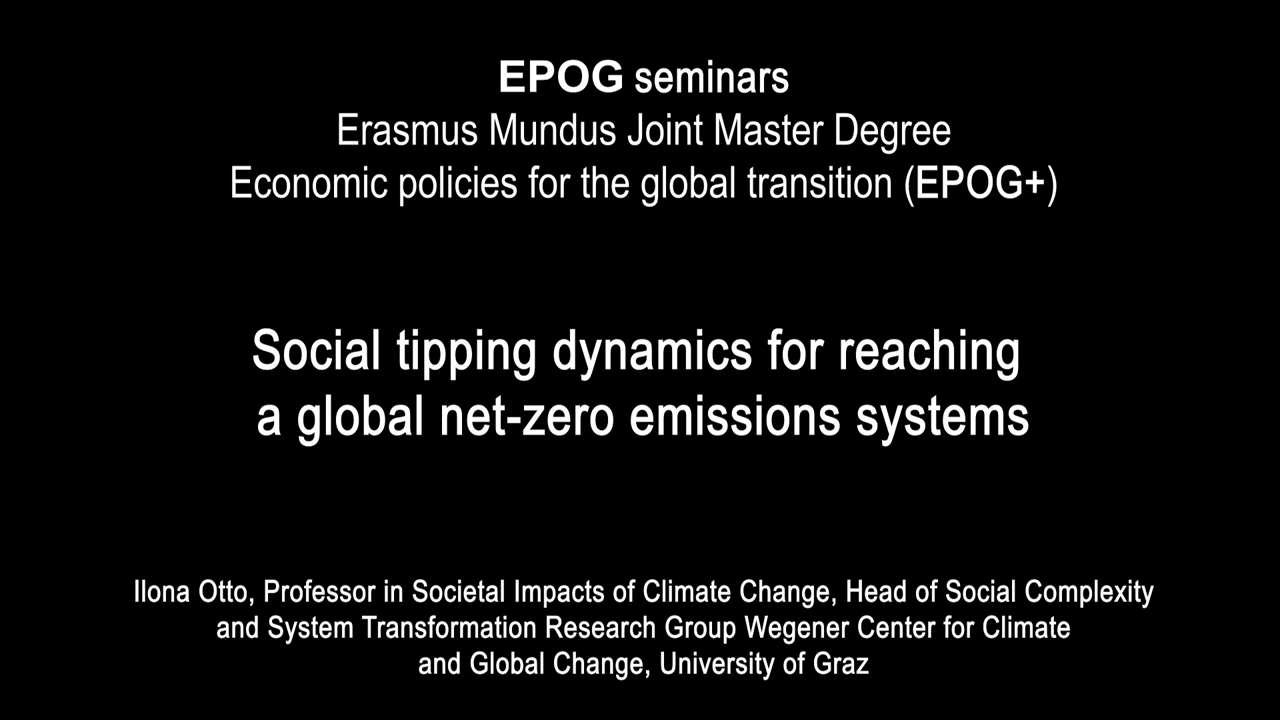 EPOG seminars
Erasmus Mundus Joint Master Degree
Economic policies for the global transition (EPOG+)
Social tipping dynamics for reaching
a global net-zero emissions systems
Ilona Otto, Professor in Societal Impacts of Climate Change, Head of Social Complexity
and System Transformation Research Group Wegener Center for Climate
and Global Change, University of Graz